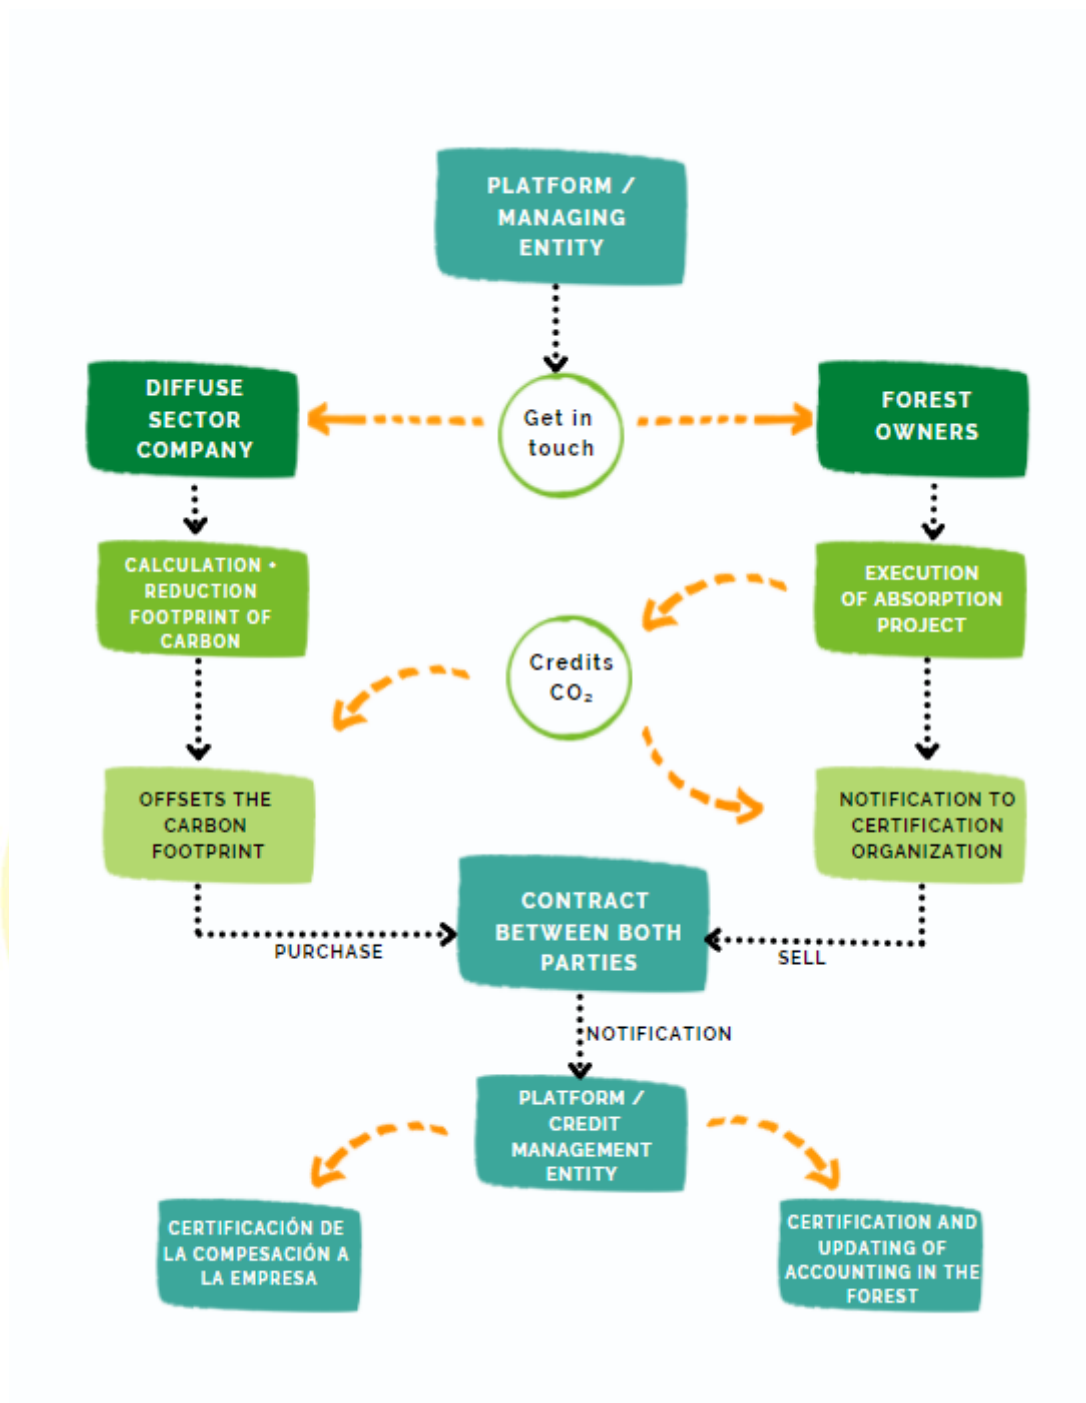 PLATFORM /
MANAGING
ENTITY
DIFFUSE
SECTOR
COMPANY
Get in
touch
FOREST
OWNERS
CALCULATION +
REDUCTION
FOOTPRINT OF
CARBON
EXECUTION
OF ABSORPTION
PROJECT
Credits
CO₂
OFFSETS THE
CARBON
FOOTPRINT
NOTIFICATION TO
CERTIFICATION
ORGANIZATION
CONTRACT
BETWEEN BOTH
PARTIES
PURCHASE
SELL
NOTIFICATION
PLATFORM /
CREDIT
MANAGEMENT
ENTITY
CERTIFICACIÓN DE
LA COMPESACIÓN A
LA EMPRESA
CERTIFICATION AND
UPDATING OF
ACCOUNTING IN THE
FOREST